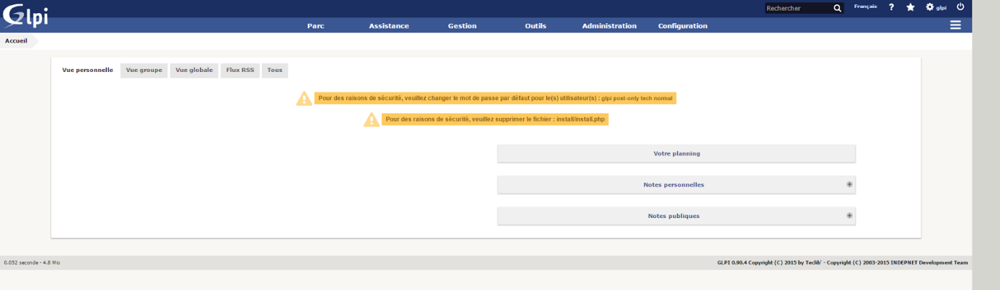 Glpi
Rechercher Français ? glpi
Parc Assistance Gestion Outils Administration Configuration
Accueil
Vue personnelle Vue groupe Vue globale Flux RSS Tous
Pour des raisons de sécurité, veuillez changer le mot de passe par défaut pour le(s) utilisateur(s) : glpi post-only tech normal
Pour des raisons de sécurité, veuillez supprimer le fichier : install/install.php
Votre planning
Notes personnelles
Notes publiques
0.052 seconde - 4.8 Mio GLPI 0.90.4 Copyright (C) 2015 by Teclib' - Copyright (C) 2003-2015 INDEPNET Development Team